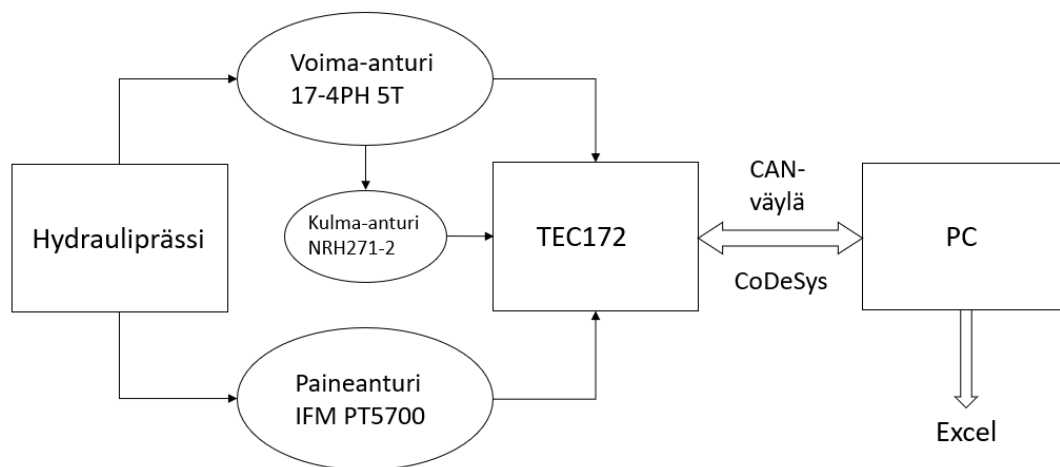 Voima-anturi
17-4PH 5T
Hydrauliprässi
Kulma-anturi
NRH271-2
TEC172
CAN-
väylä
CoDeSys
PC
Paineanturi
IFM PT5700
Excel